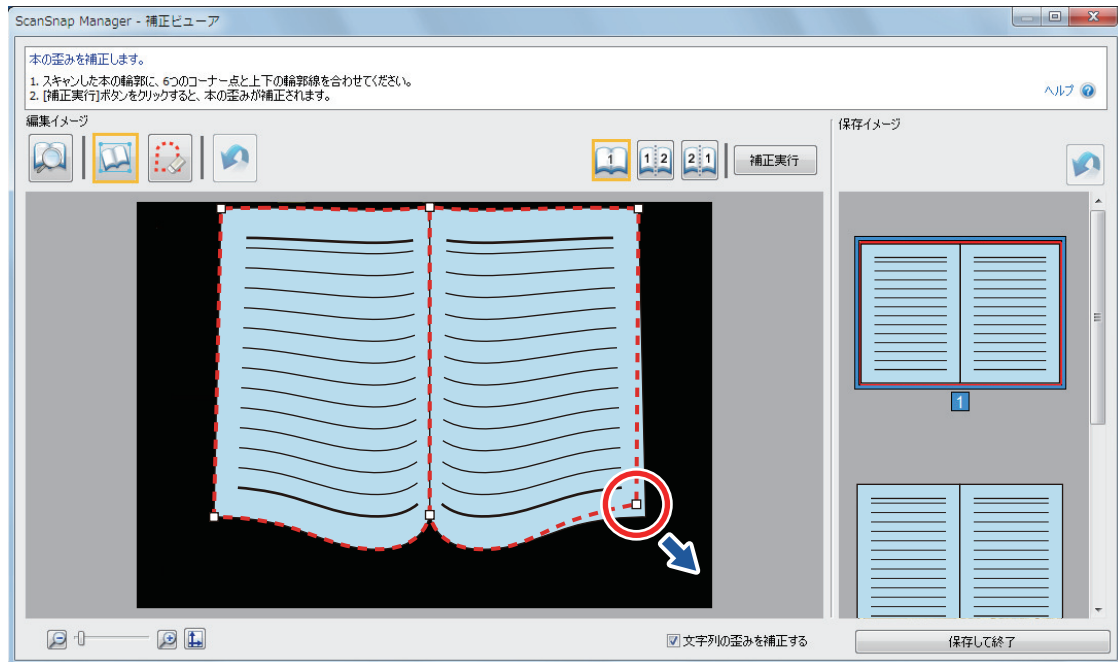 ScanSnap Manager - 補正ビューア
本の歪みを補正します。
1. スキャンした本の輪郭に、6つのコーナー点と上下の輪郭線を合わせてください。
2. [補正実行]ボタンをクリックすると、本の歪みが補正されます。
ヘルプ
編集イメージ
保存イメージ
1
1 2
2 1
補正実行
1
文字列の歪みを補正する
保存して終了